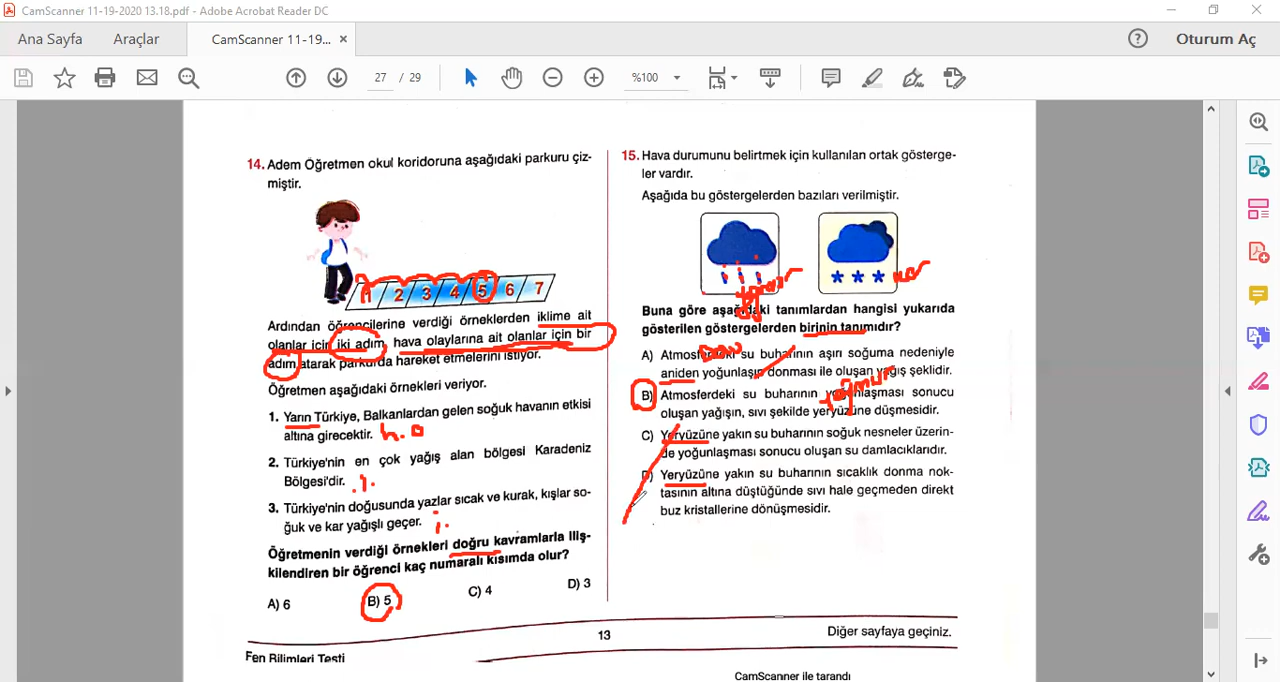 CamScanner 11-19-2020 13.18.pdf - Adobe Acrobat Reader DC
Ana Sayfa Araçlar CamScanner 11-19... × Oturum Aç
27 / 29 %100
14. Adem Öğretmen okul koridoruna aşağıdaki parkuru çiz-
miştir.
1 2 3 4 5 6 7
Ardından öğrencilerine verdiği örneklerden iklime ait
olanlar için iki adım, hava olaylarına ait olanlar için bir
adım atarak parkurda hareket etmelerini istiyor.
Öğretmen aşağıdaki örnekleri veriyor.
1. Yarın Türkiye, Balkanlardan gelen soğuk havanın etkisi
altına girecektir. h.o
2. Türkiye'nin en çok yağış alan bölgesi Karadeniz
Bölgesi'dir. .i.
3. Türkiye'nin doğusunda yazlar sıcak ve kurak, kışlar so-
ğuk ve kar yağışlı geçer. i.
Öğretmenin verdiği örnekleri doğru kavramlarla iliş-
kilendiren bir öğrenci kaç numaralı kısımda olur?
A) 6 B) 5 C) 4 D) 3
15. Hava durumunu belirtmek için kullanılan ortak gösterge-
ler vardır.
Aşağıda bu göstergelerden bazıları verilmiştir.
* * * kar
Buna göre aşağıdaki tanımlardan hangisi yukarıda
gösterilen göstergelerden birinin tanımıdır?
A) Atmosferdeki su buharının aşırı soğuma nedeniyle
aniden yoğunlaşıp donması ile oluşan yağış şeklidir.
B) Atmosferdeki su buharının yoğunlaşması sonucu
yağmur
oluşan yağışın, sıvı şekilde yeryüzüne düşmesidir.
C) Yeryüzüne yakın su buharının soğuk nesneler üzerin-
de yoğunlaşması sonucu oluşan su damlacıklarıdır.
D) Yeryüzüne yakın su buharının sıcaklık donma nok-
tasının altına düştüğünde sıvı hale geçmeden direkt
buz kristallerine dönüşmesidir.
13
Diğer sayfaya geçiniz.
Fen Bilimleri Testi
CamScanner ile tarandı